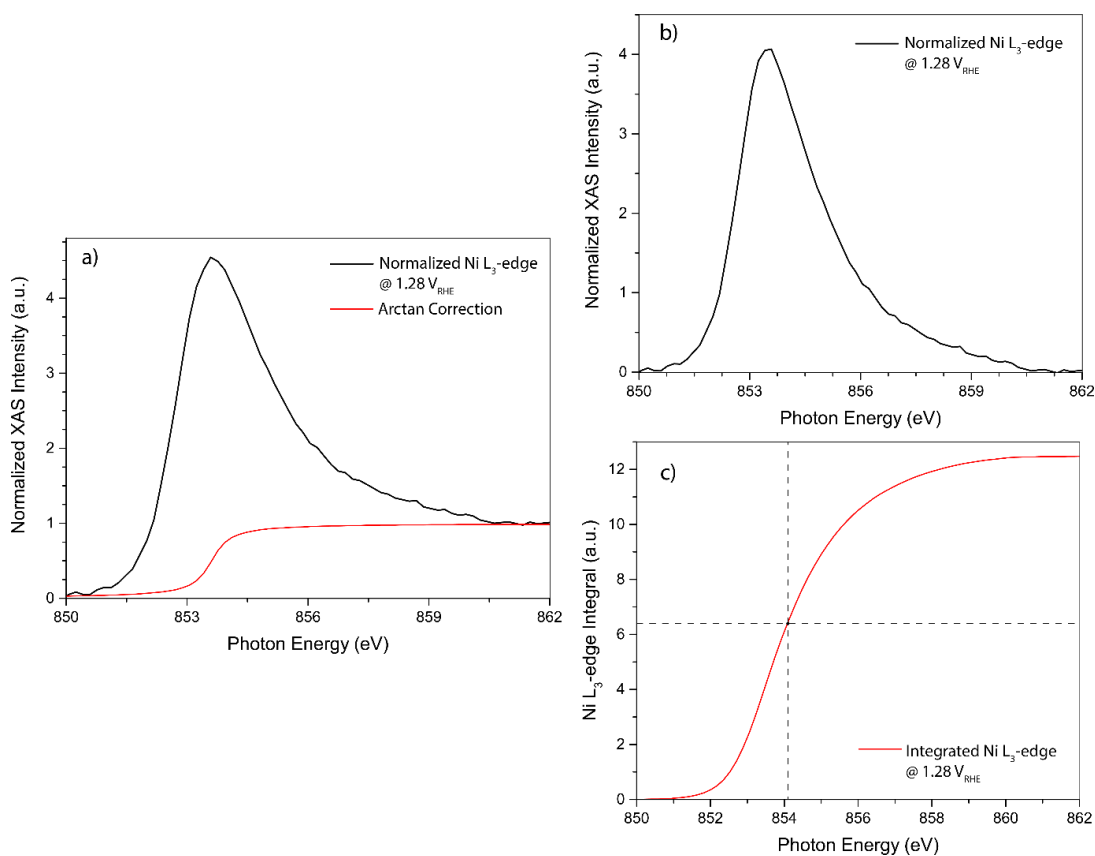 a)
Normalized Ni L3-edge
@ 1.28 VRHE
Arctan Correction
Normalized XAS Intensity (a.u.)
4
3
2
1
0
850
853
856
859
862
Photon Energy (eV)
b)
Normalized Ni L3-edge
@ 1.28 VRHE
Normalized XAS Intensity (a.u.)
4
3
2
1
0
850
853
856
859
862
Photon Energy (eV)
c)
Ni L3-edge Integral (a.u.)
12
10
8
6
4
2
0
Integrated Ni L3-edge
@ 1.28 VRHE
850
852
854
856
858
860
862
Photon Energy (eV)